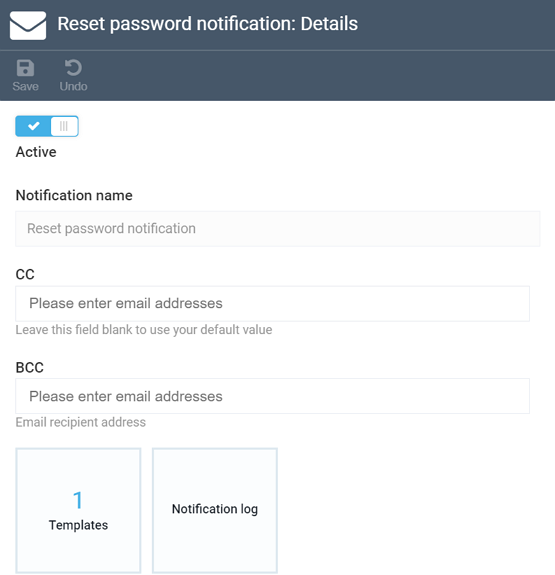 Reset password notification: Details
Save Undo
Active
Notification name
Reset password notification
CC
Please enter email addresses
Leave this field blank to use your default value
BCC
Please enter email addresses
Email recipient address
1
Templates
Notification log